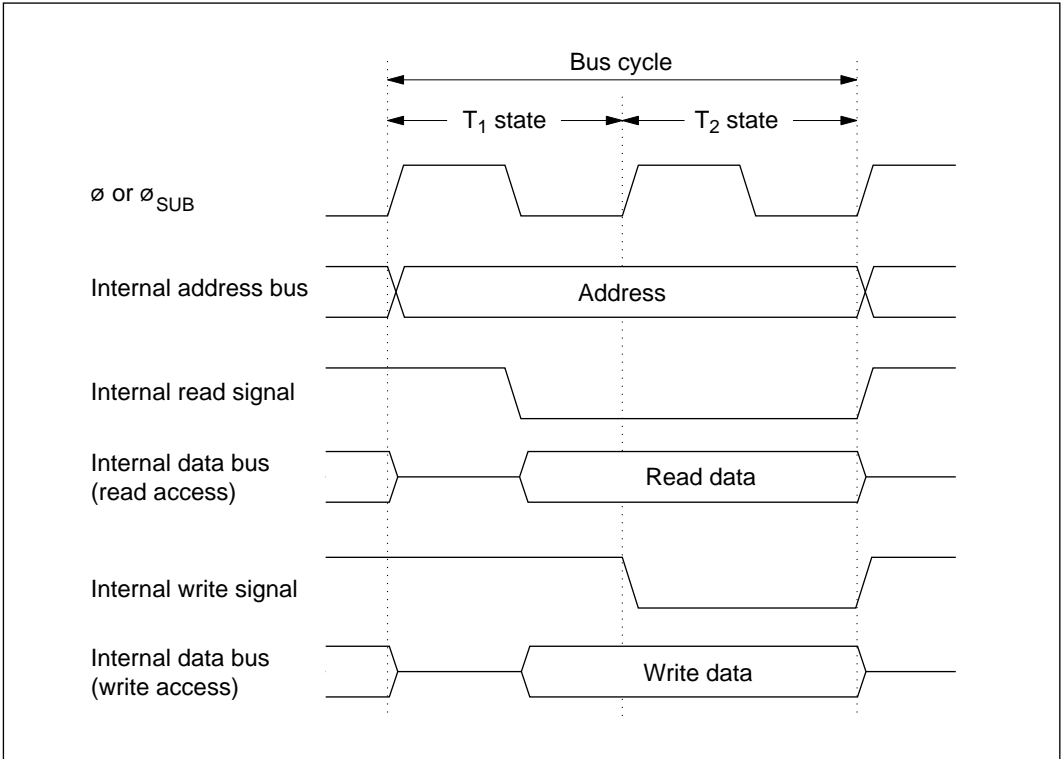 Bus cycle
T1 state
T2 state
ø or øSUB
Internal address bus
Address
Internal read signal
Internal data bus
(read access)
Read data
Internal write signal
Internal data bus
(write access)
Write data